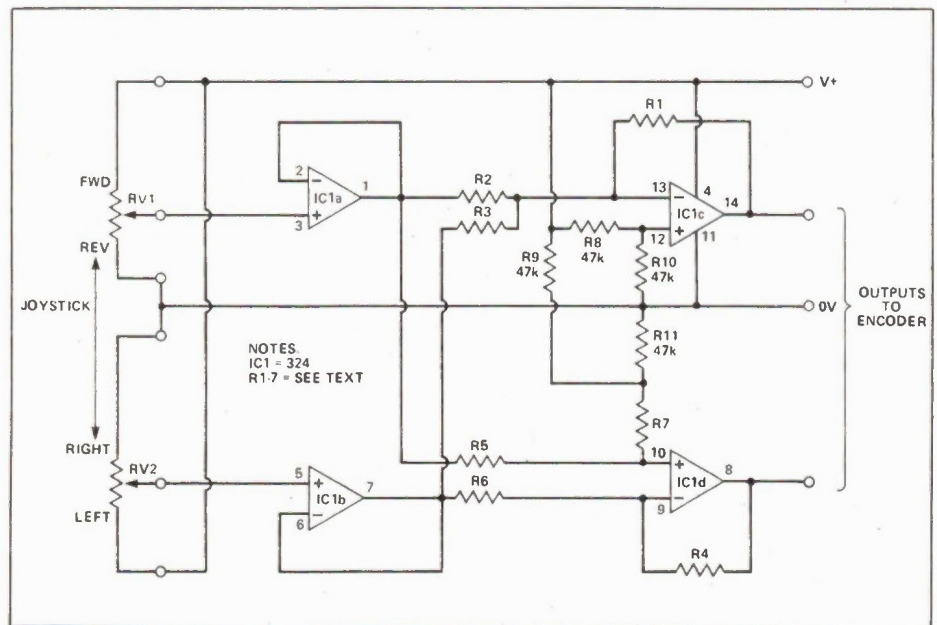 V+
R1
FWD
2
−
IC1a
1
R2
13
−
4
RV1
+
3
R3
IC1c
14
REV
R9
47k
R8
47k
12
+
11
R10
47k
JOYSTICK
0V
OUTPUTS
TO
ENCODER
NOTES.
IC1 = 324
R1-7 = SEE TEXT
R11
47k
RIGHT
R7
RV2
5
+
IC1b
7
R5
10
+
8
LEFT
6
−
R6
IC1d
9
−
R4